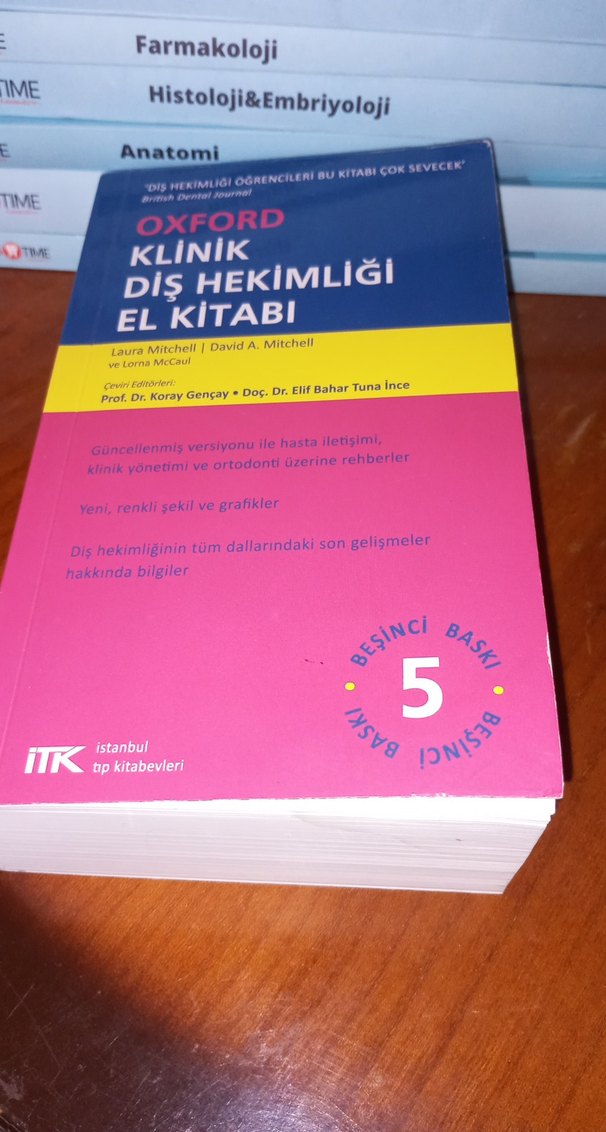 Farmakoloji
TIME
Histoloji&Embriyoloji
Anatomi
TIME
TIME
'DİŞ HEKİMLİĞİ ÖĞRENCİLERİ BU KİTABI ÇOK SEVECEK'
British Dental Journal
OXFORD
KLİNİK
DİŞ HEKİMLİĞİ
EL KİTABI
Laura Mitchell | David A. Mitchell
ve Lorna McCaul
Çeviri Editörleri:
Prof. Dr. Koray Gençay • Doç. Dr. Elif Bahar Tuna İnce
Güncellenmiş versiyonu ile hasta iletişimi,
klinik yönetimi ve ortodonti üzerine rehberler
Yeni, renkli şekil ve grafikler
Diş hekimliğinin tüm dallarındaki son gelişmeler
hakkında bilgiler
BEŞİNCİ BASKI
5
BEŞİNCİ BASKI
İTK istanbul
tıp kitabevleri